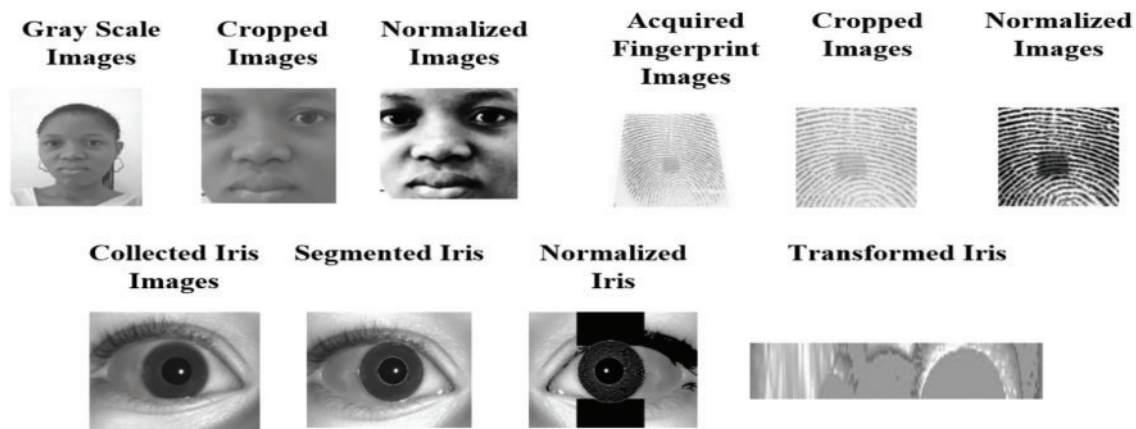 Gray Scale
Images
Cropped
Images
Normalized
Images
Acquired
Fingerprint
Images
Cropped
Images
Normalized
Images
Collected Iris
Images
Segmented Iris
Normalized
Iris
Transformed Iris